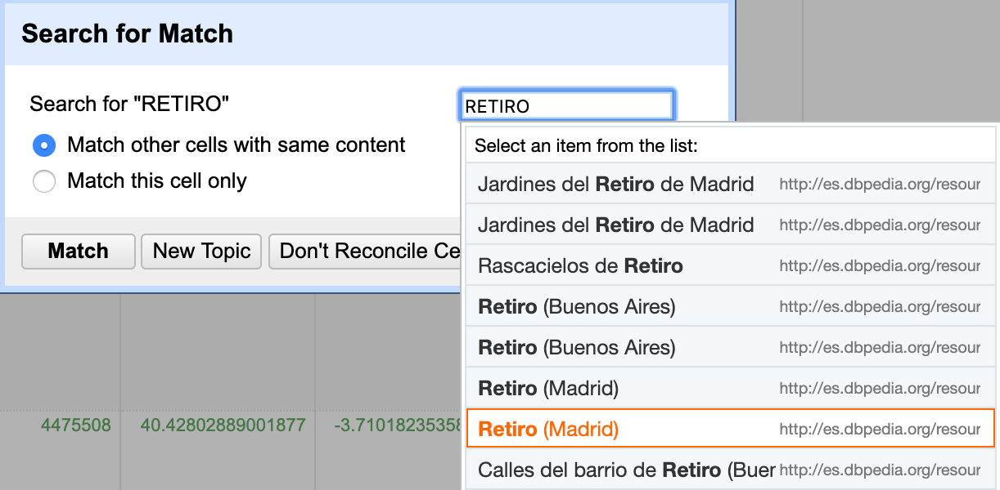 Search for Match
Search for "RETIRO"
RETIRO
Match other cells with same content
Match this cell only
Match
New Topic
Don't Reconcile Ce
Select an item from the list:
Jardines del Retiro de Madrid http://es.dbpedia.org/resour
Jardines del Retiro de Madrid http://es.dbpedia.org/resour
Rascacielos de Retiro http://es.dbpedia.org/resour
Retiro (Buenos Aires) http://es.dbpedia.org/resour
Retiro (Buenos Aires) http://es.dbpedia.org/resour
Retiro (Madrid) http://es.dbpedia.org/resour
Retiro (Madrid) http://es.dbpedia.org/resour
Calles del barrio de Retiro (Buer http://es.dbpedia.org/resour
4475508 40.42802889001877 -3.71018235358